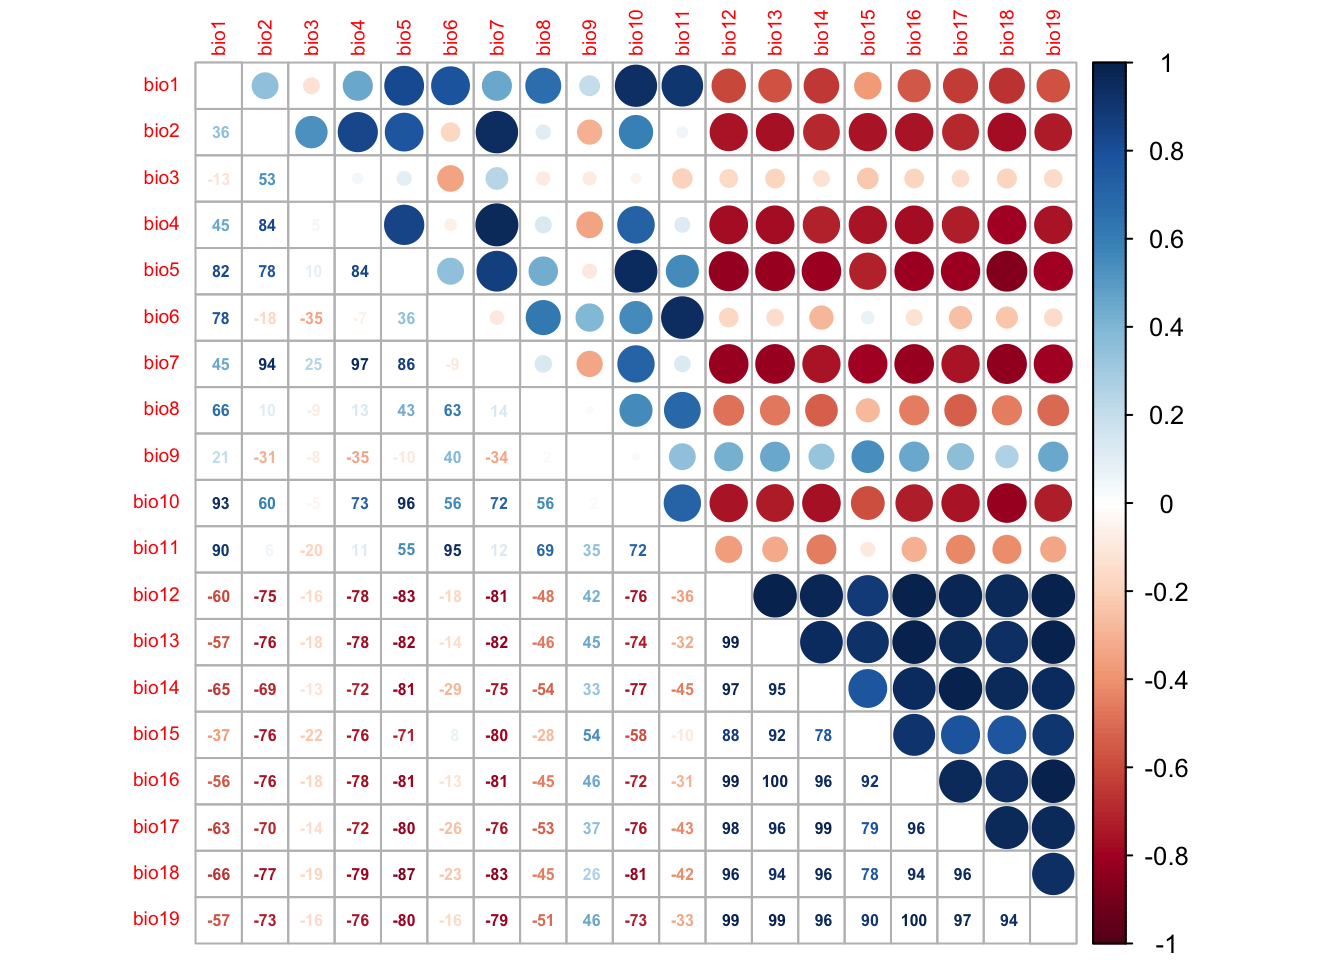 bio1 bio2 bio3 bio4 bio5 bio6 bio7 bio8 bio9 bio10 bio11 bio12 bio13 bio14 bio15 bio16 bio17 bio18 bio19
bio1
bio2 36
bio3 -13 53
bio4 45 84 5
bio5 82 78 10 84
bio6 78 -18 -35 -7 36
bio7 45 94 25 97 86 -9
bio8 66 10 -9 13 43 63 14
bio9 21 -31 -8 -35 -10 40 -34 2
bio10 93 60 -5 73 96 56 72 56 2
bio11 90 6 -20 11 55 95 12 69 35 72
bio12 -60 -75 -16 -78 -83 -18 -81 -48 42 -76 -36
bio13 -57 -76 -18 -78 -82 -14 -82 -46 45 -74 -32 99
bio14 -65 -69 -13 -72 -81 -29 -75 -54 33 -77 -45 97 95
bio15 -37 -76 -22 -76 -71 8 -80 -28 54 -58 -10 88 92 78
bio16 -56 -76 -18 -78 -81 -13 -81 -45 46 -72 -31 99 100 96 92
bio17 -63 -70 -14 -72 -80 -26 -76 -53 37 -76 -43 98 96 99 79 96
bio18 -66 -77 -19 -79 -87 -23 -83 -45 26 -81 -42 96 94 96 78 94 96
bio19 -57 -73 -16 -76 -80 -16 -79 -51 46 -73 -33 99 99 96 90 100 97 94
1
0.8
0.6
0.4
0.2
0
-0.2
-0.4
-0.6
-0.8
-1